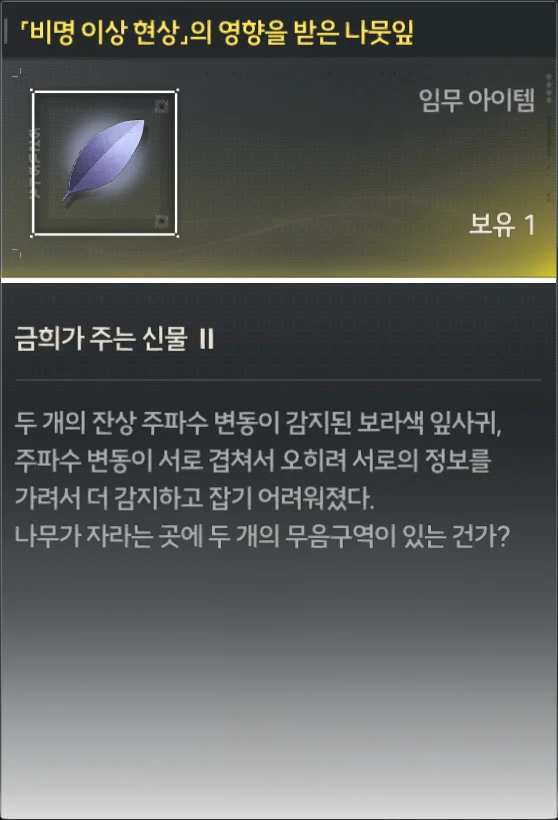 「비명 이상 현상」의 영향을 받은 나뭇잎
임무 아이템
보유 1
금희가 주는 신물 II
두 개의 잔상 주파수 변동이 감지된 보라색 잎사귀,
주파수 변동이 서로 겹쳐서 오히려 서로의 정보를
가려서 더 감지하고 잡기 어려워졌다.
나무가 자라는 곳에 두 개의 무음구역이 있는 건가?